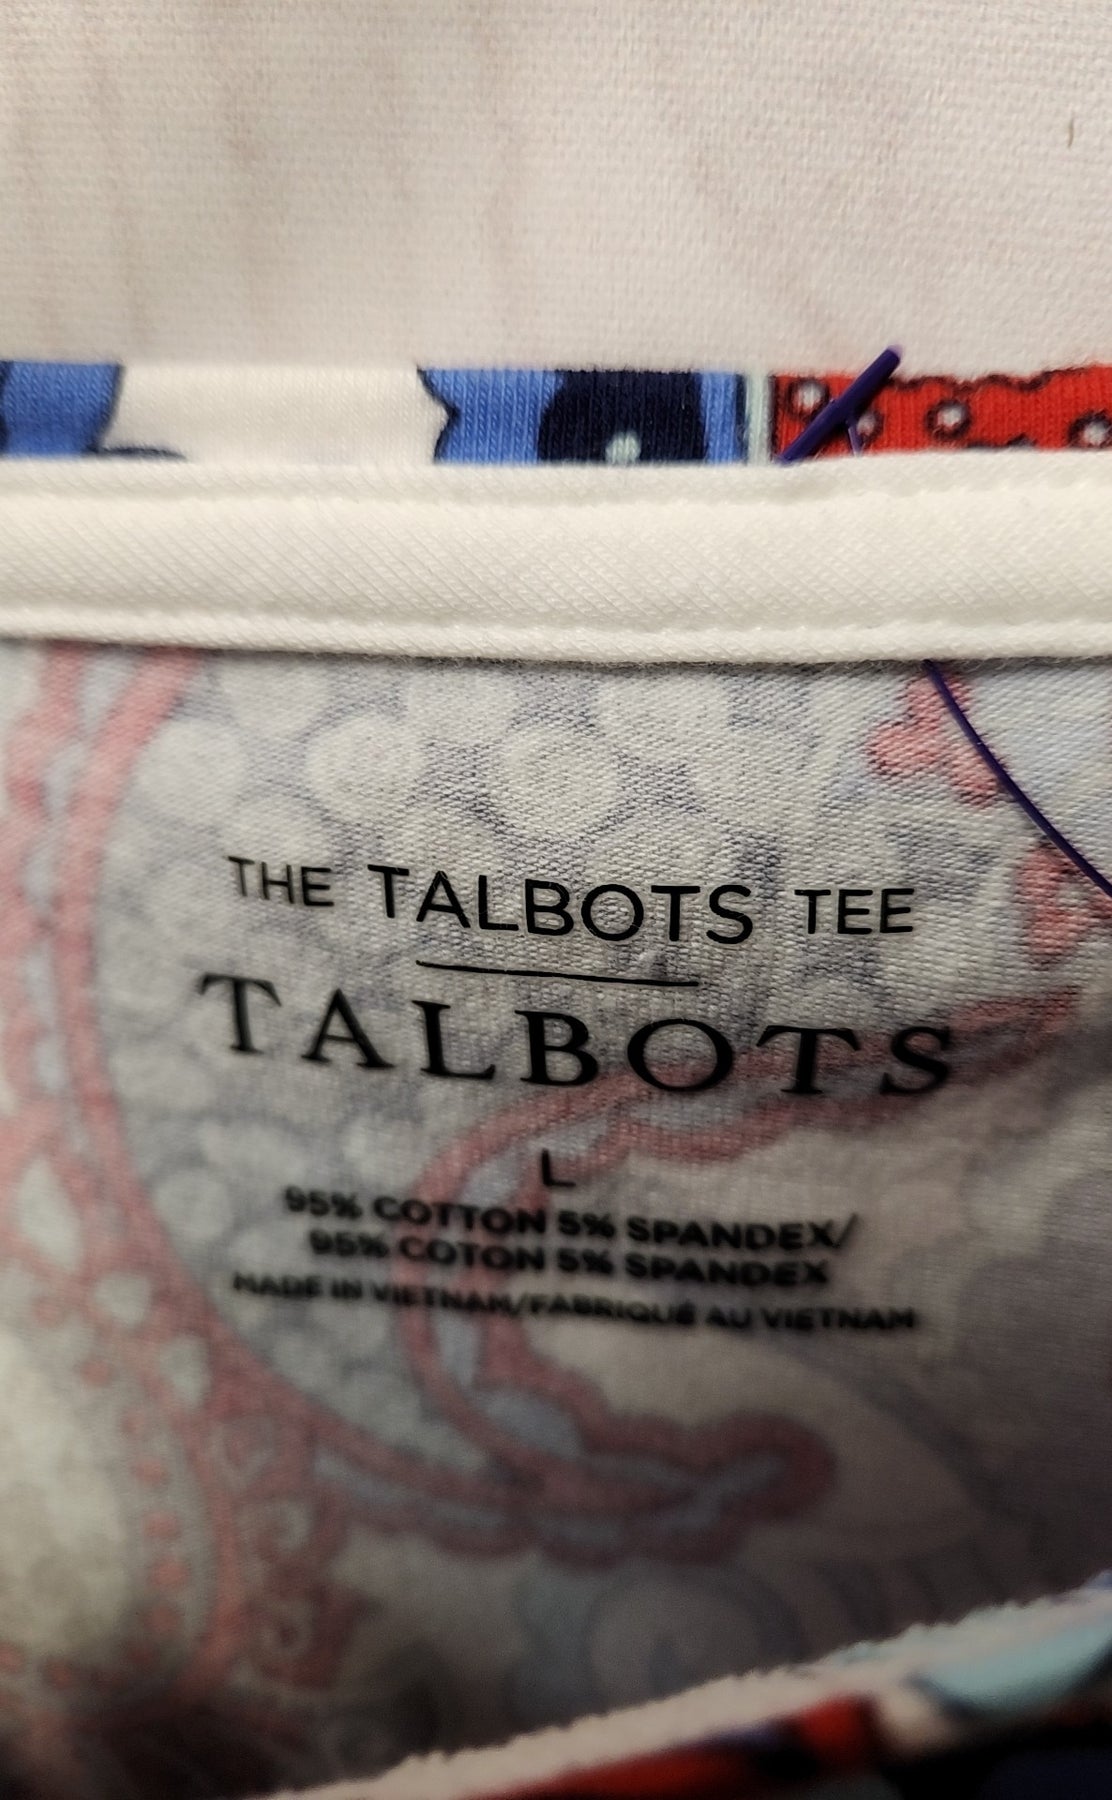 THE TALBOTS TEE
TALBOTS
L
95% COTTON 5% SPANDEX/
95% COTON 5% SPANDEX
MADE IN VIETNAM/FABRIQUÉ AU VIETNAM